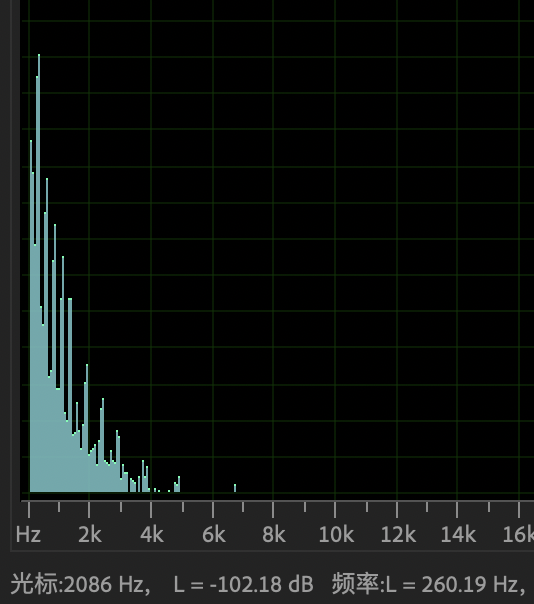 Hz 2k 4k 6k 8k 10k 12k 14k 16k
光标:2086 Hz, L = -102.18 dB 频率:L = 260.19 Hz,